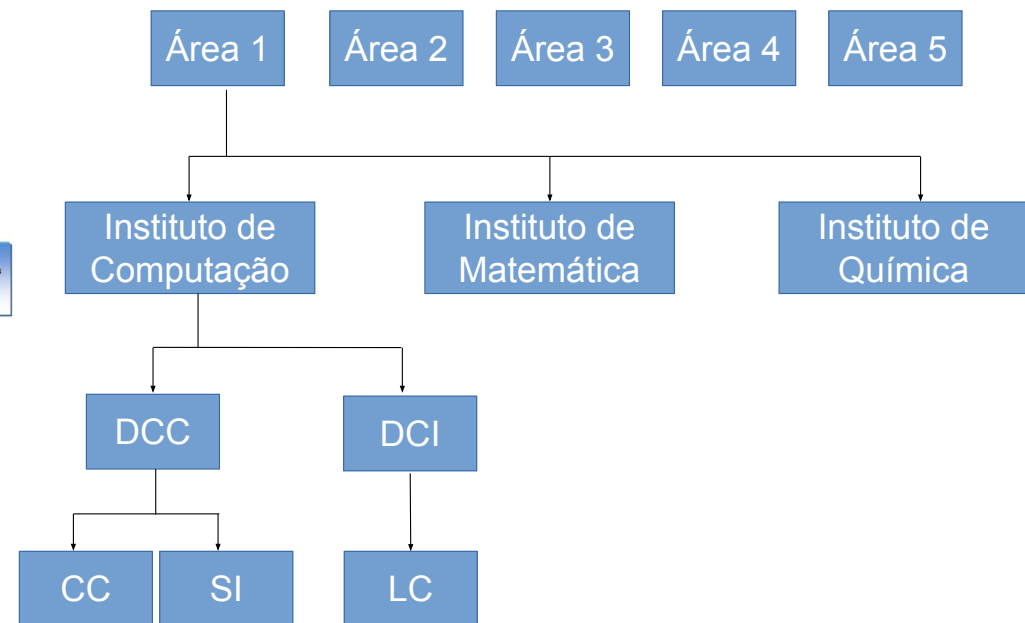 Área 1
Área 2
Área 3
Área 4
Área 5
Instituto de
Computação
Instituto de
Matemática
Instituto de
Química
DCC
DCI
CC
SI
LC